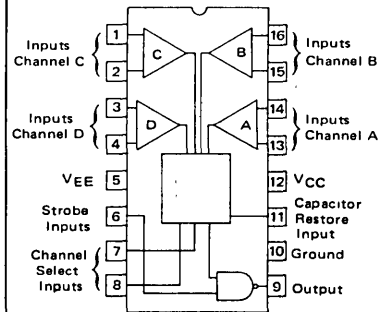 1
Inputs
Channel C
2
C
3
Inputs
Channel D
4
D
VEE 5
Strobe
Inputs
6
7
Channel
Select
Inputs
8
16
Inputs
Channel B
15
B
14
Inputs
Channel A
13
A
12 VCC
11 Capacitor
Restore
Input
10 Ground
9 Output